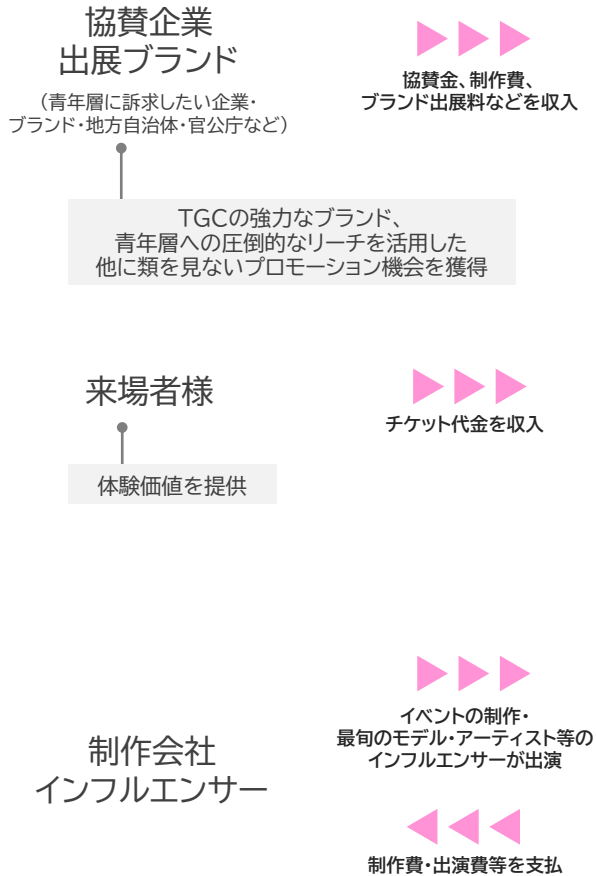 協賛企業
出展ブランド
（青年層に訴求したい企業・
ブランド・地方自治体・官公庁など）
協賛金、制作費、
ブランド出展料などを収入
TGCの強力なブランド、
青年層への圧倒的なリーチを活用した
他に類を見ないプロモーション機会を獲得
来場者様
チケット代金を収入
体験価値を提供
制作会社
インフルエンサー
イベントの制作・
最旬のモデル・アーティスト等の
インフルエンサーが出演
制作費・出演費等を支払